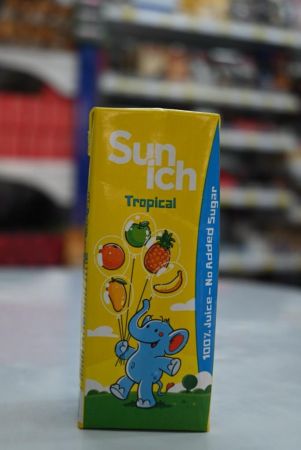 Sun
ich
Tropical
100% Juice – No Added Sugar